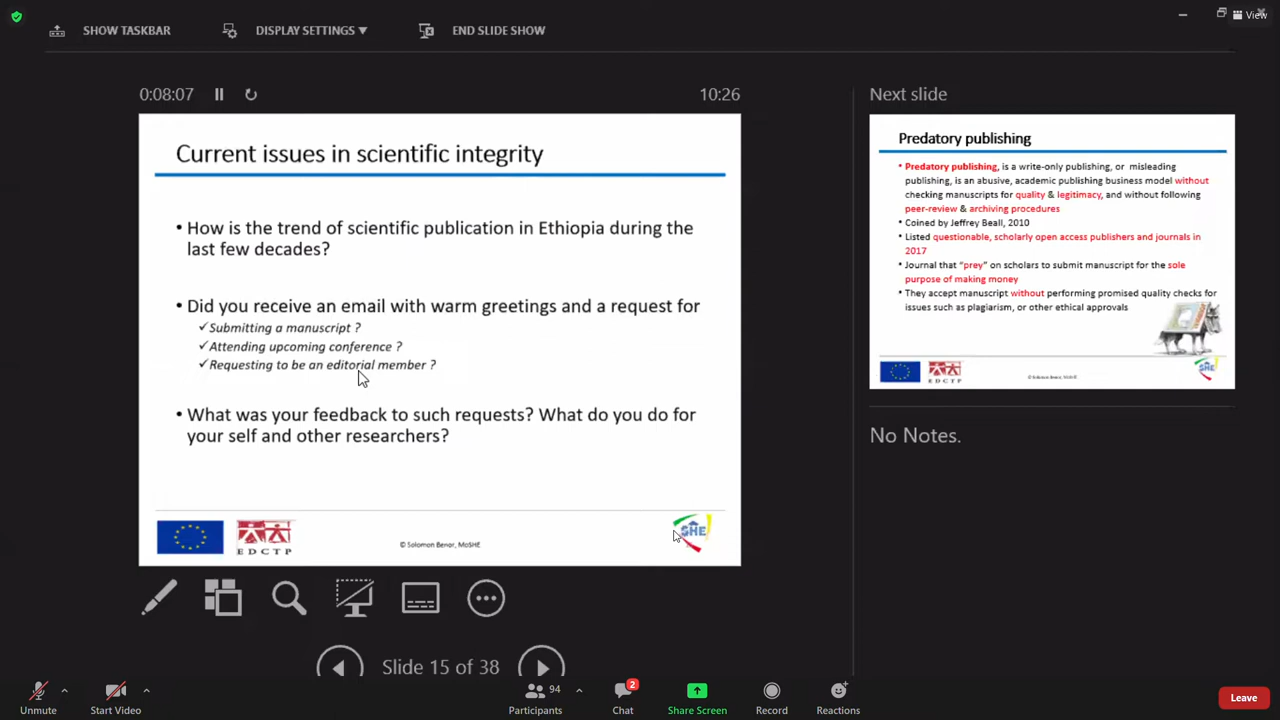 SHOW TASKBAR
DISPLAY SETTINGS ▼
END SLIDE SHOW
View
0:08:07
10:26
Next slide
Current issues in scientific integrity
• How is the trend of scientific publication in Ethiopia during the
last few decades?
• Did you receive an email with warm greetings and a request for
✓Submitting a manuscript ?
✓Attending upcoming conference ?
✓Requesting to be an editorial member ?
• What was your feedback to such requests? What do you do for
your self and other researchers?
EDCTP
© Solomon Benor, MoSHE
SHE
Predatory publishing
• Predatory publishing, is a write-only publishing, or misleading
publishing, is an abusive, academic publishing business model without
checking manuscripts for quality & legitimacy, and without following
peer-review & archiving procedures
• Coined by Jeffrey Beall, 2010
• Listed questionable, scholarly open access publishers and journals in
2017
• Journal that “prey” on scholars to submit manuscript for the sole
purpose of making money
• They accept manuscript without performing promised quality checks for
issues such as plagiarism, or other ethical approvals
EDCTP
© Solomon Benor, MoSHE
SHE
No Notes.
Slide 15 of 38
Unmute
Start Video
94
Participants
2
Chat
Share Screen
Record
Reactions
Leave